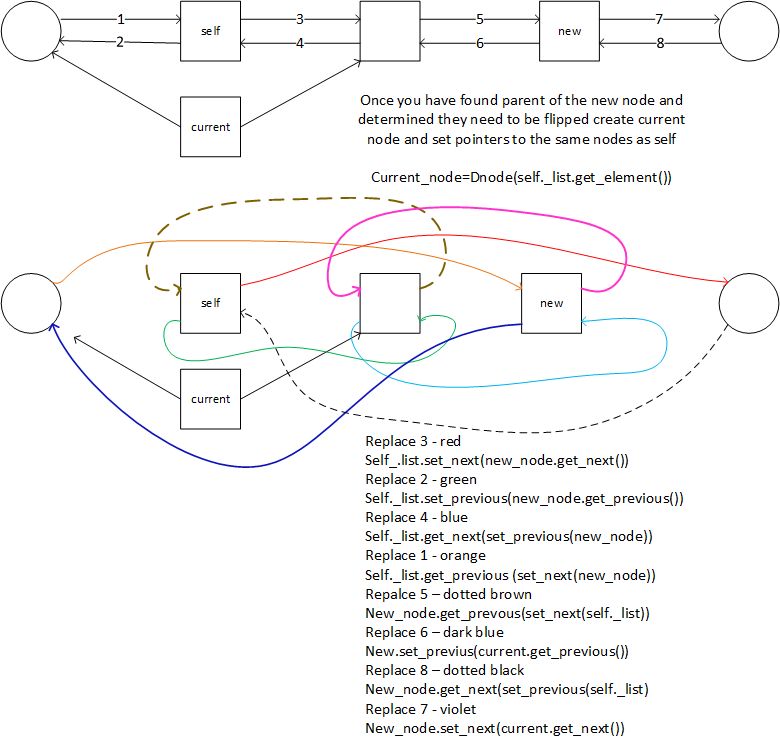 1 3 5 7
self new
2 4 6 8
current
Once you have found parent of the new node and
determined they need to be flipped create current
node and set pointers to the same nodes as self
Current_node=Dnode(self._list.get_element())
self new
current
Replace 3 - red
Self_.list.set_next(new_node.get_next())
Replace 2 - green
Self._list.set_previous(new_node.get_previous())
Replace 4 - blue
Self._list.get_next(set_previous(new_node))
Replace 1 - orange
Self._list.get_previous (set_next(new_node))
Repalce 5 – dotted brown
New_node.get_prevous(set_next(self._list))
Replace 6 – dark blue
New.set_previus(current.get_previous())
Replace 8 – dotted black
New_node.get_next(set_previous(self._list)
Replace 7 - violet
New_node.set_next(current.get_next())